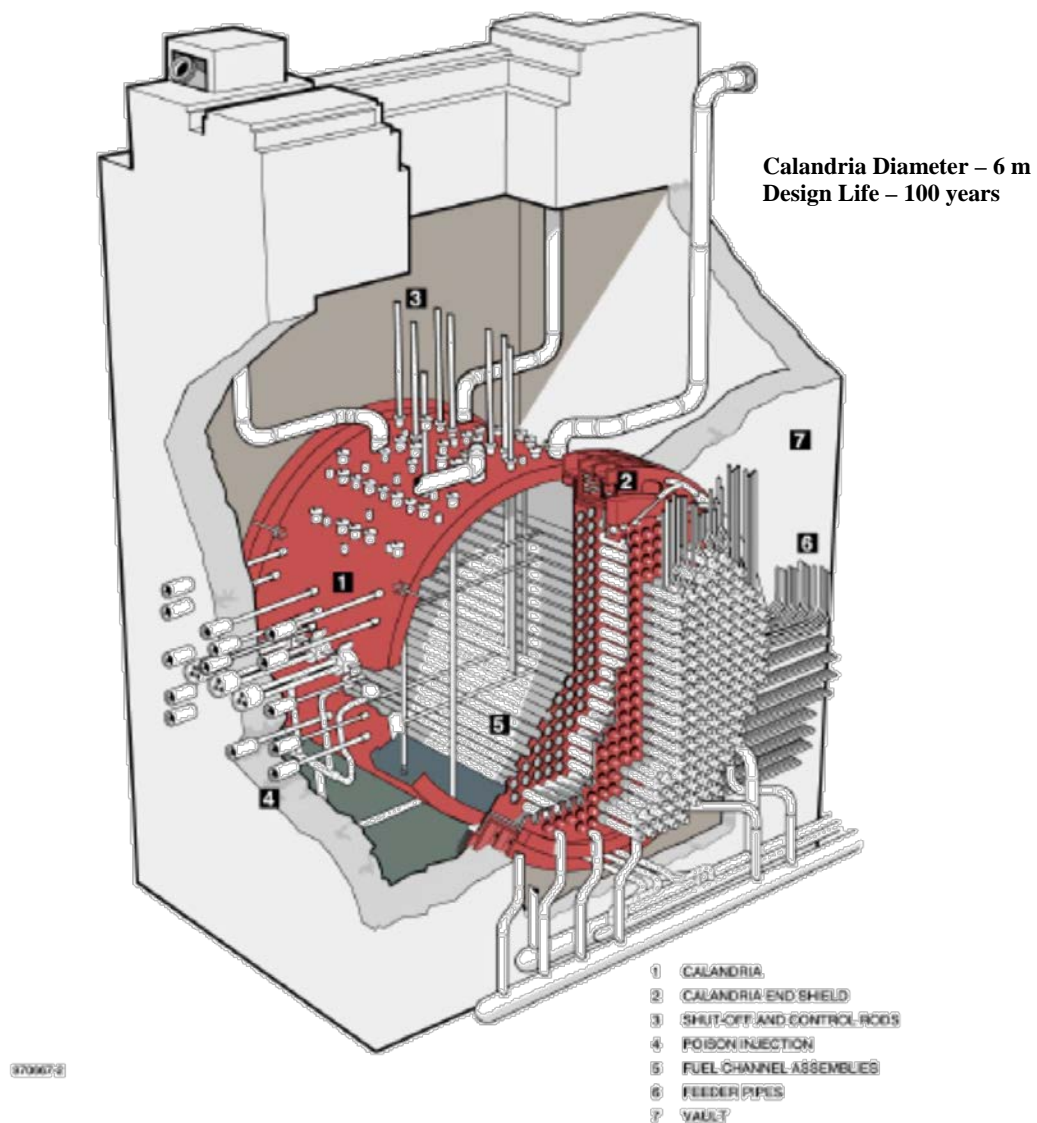 Calandria Diameter – 6 m
Design Life – 100 years
3
7
2
6
1
5
4
1 CALANDRIA
2 CALANDRIA END SHIELD
3 SHUT-OFF AND CONTROL RODS
4 POISON INJECTION
5 FUEL CHANNEL ASSEMBLIES
6 FEEDER PIPES
7 VAULT